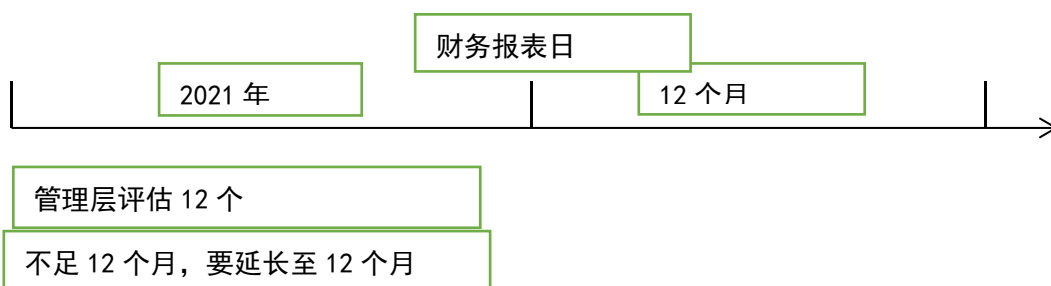 财务报表日
2021 年
12 个月
管理层评估 12 个
不足 12 个月，要延长至 12 个月